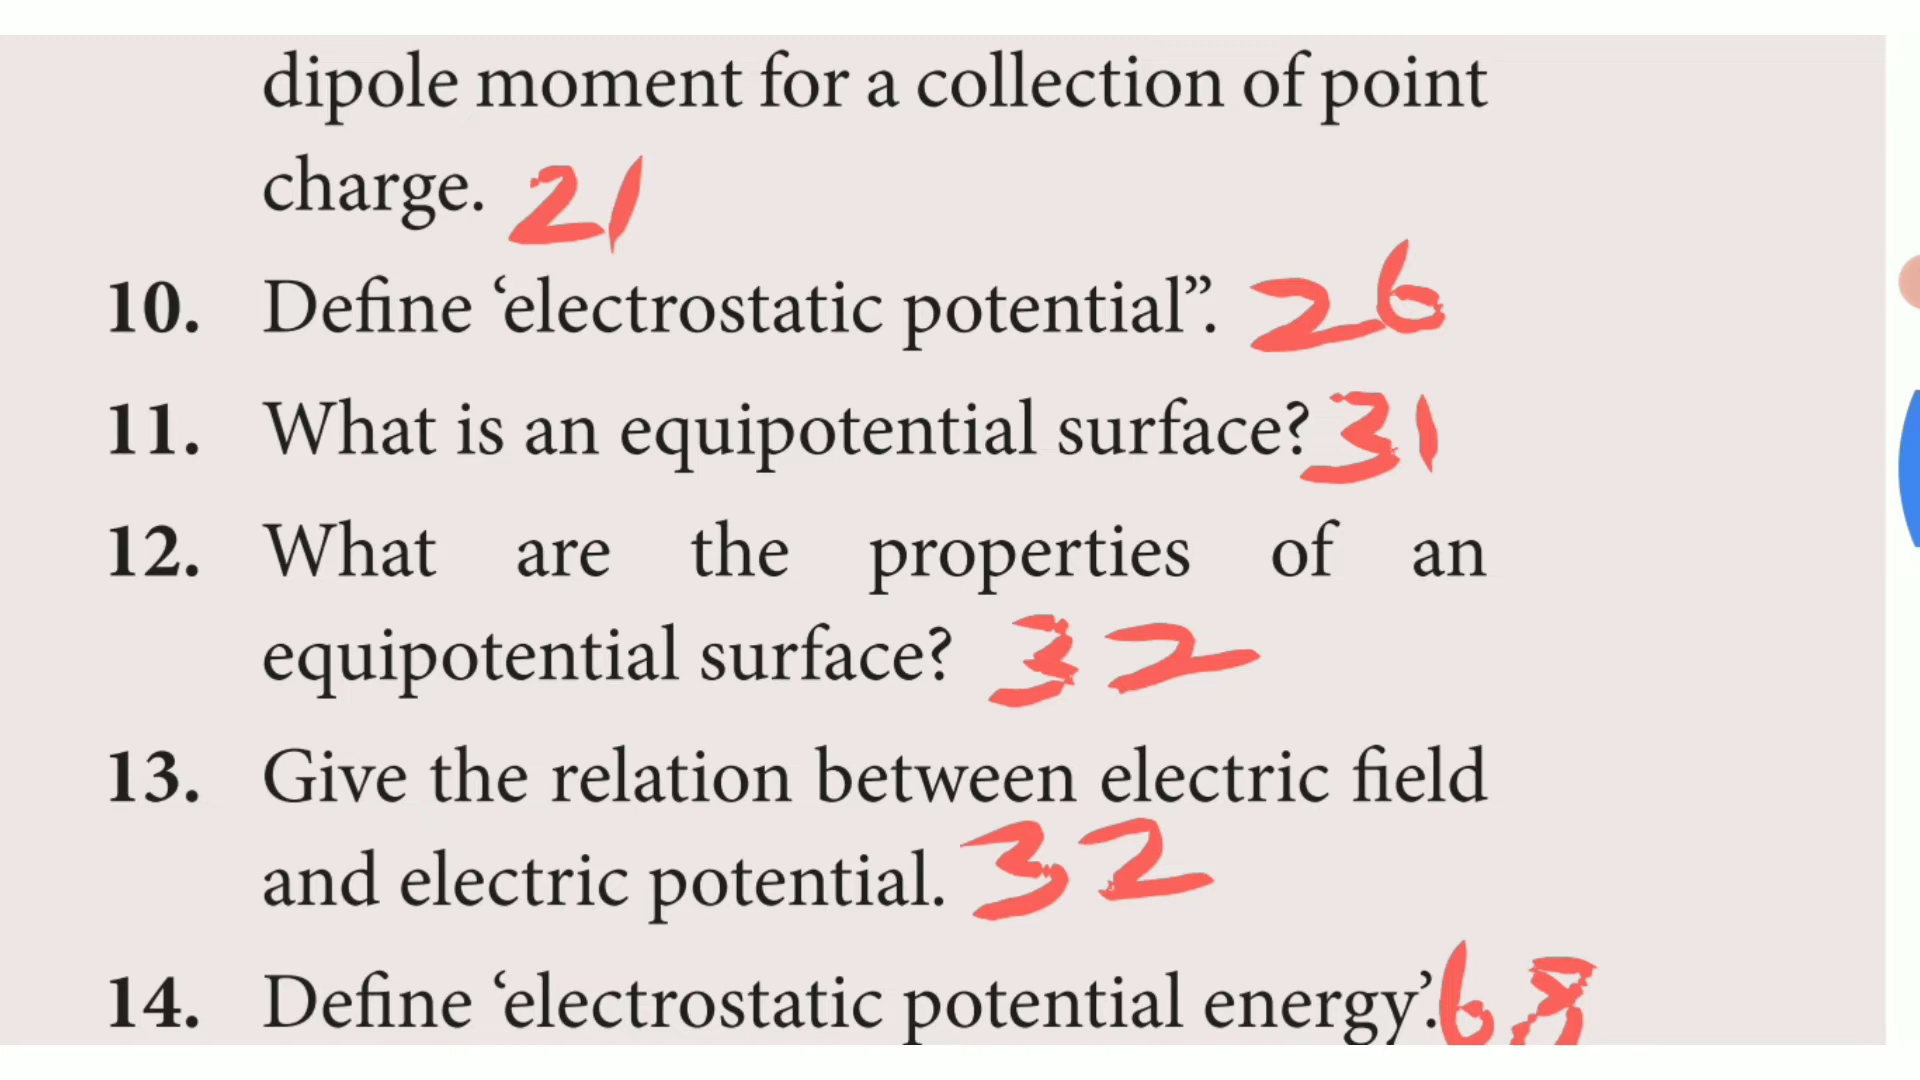 dipole moment for a collection of point
charge. 21
10. Define ‘electrostatic potential”. 26
11. What is an equipotential surface? 31
12. What are the properties of an
equipotential surface? 32
13. Give the relation between electric field
and electric potential. 32
14. Define ‘electrostatic potential energy’.